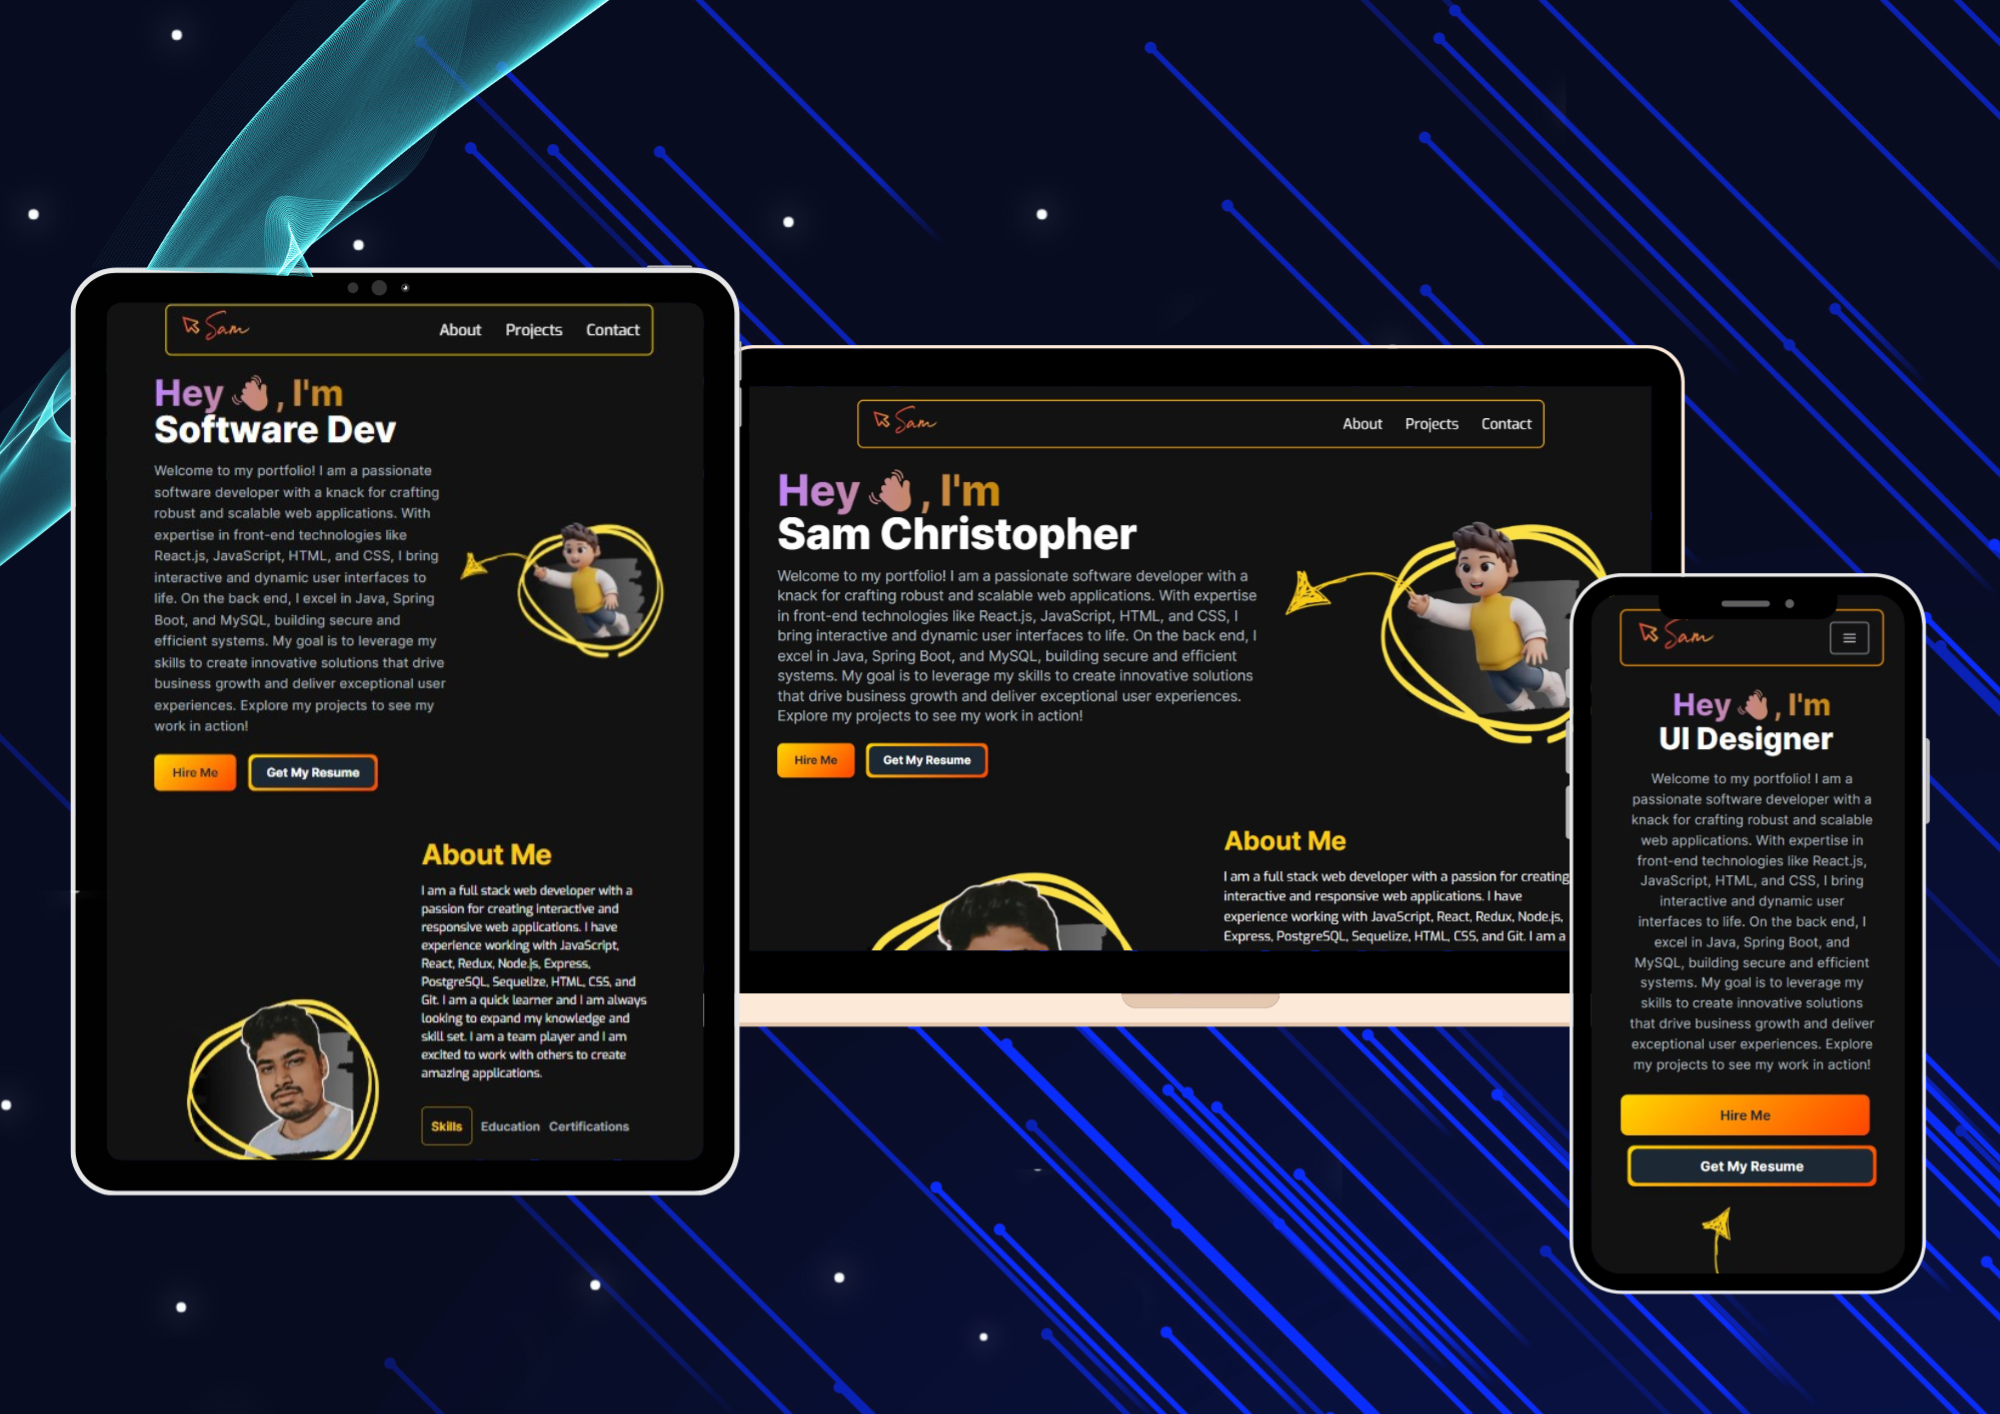 Sam
About Projects Contact
Hey 👋, I'm
Software Dev
Welcome to my portfolio! I am a passionate
software developer with a knack for crafting
robust and scalable web applications. With
expertise in front-end technologies like
React.js, JavaScript, HTML, and CSS, I bring
interactive and dynamic user interfaces to
life. On the back end, I excel in Java, Spring
Boot, and MySQL, building secure and
efficient systems. My goal is to leverage my
skills to create innovative solutions that drive
business growth and deliver exceptional user
experiences. Explore my projects to see my
work in action!
Hire Me Get My Resume
About Me
I am a full stack web developer with a
passion for creating interactive and
responsive web applications. I have
experience working with JavaScript,
React, Redux, Node.js, Express,
PostgreSQL, Sequelize, HTML, CSS, and
Git. I am a quick learner and I am always
looking to expand my knowledge and
skill set. I am a team player and I am
excited to work with others to create
amazing applications.
Skills Education Certifications
Sam
About Projects Contact
Hey 👋, I'm
Sam Christopher
Welcome to my portfolio! I am a passionate software developer with a
knack for crafting robust and scalable web applications. With expertise
in front-end technologies like React.js, JavaScript, HTML, and CSS, I
bring interactive and dynamic user interfaces to life. On the back end, I
excel in Java, Spring Boot, and MySQL, building secure and efficient
systems. My goal is to leverage my skills to create innovative solutions
that drive business growth and deliver exceptional user experiences.
Explore my projects to see my work in action!
Hire Me Get My Resume
About Me
I am a full stack web developer with a passion for creating
interactive and responsive web applications. I have
experience working with JavaScript, React, Redux, Node.js,
Express, PostgreSQL, Sequelize, HTML, CSS, and Git. I am a
Sam
Hey 👋, I'm
UI Designer
Welcome to my portfolio! I am a
passionate software developer with a
knack for crafting robust and scalable
web applications. With expertise in
front-end technologies like React.js,
JavaScript, HTML, and CSS, I bring
interactive and dynamic user
interfaces to life. On the back end, I
excel in Java, Spring Boot, and
MySQL, building secure and efficient
systems. My goal is to leverage my
skills to create innovative solutions
that drive business growth and deliver
exceptional user experiences. Explore
my projects to see my work in action!
Hire Me
Get My Resume